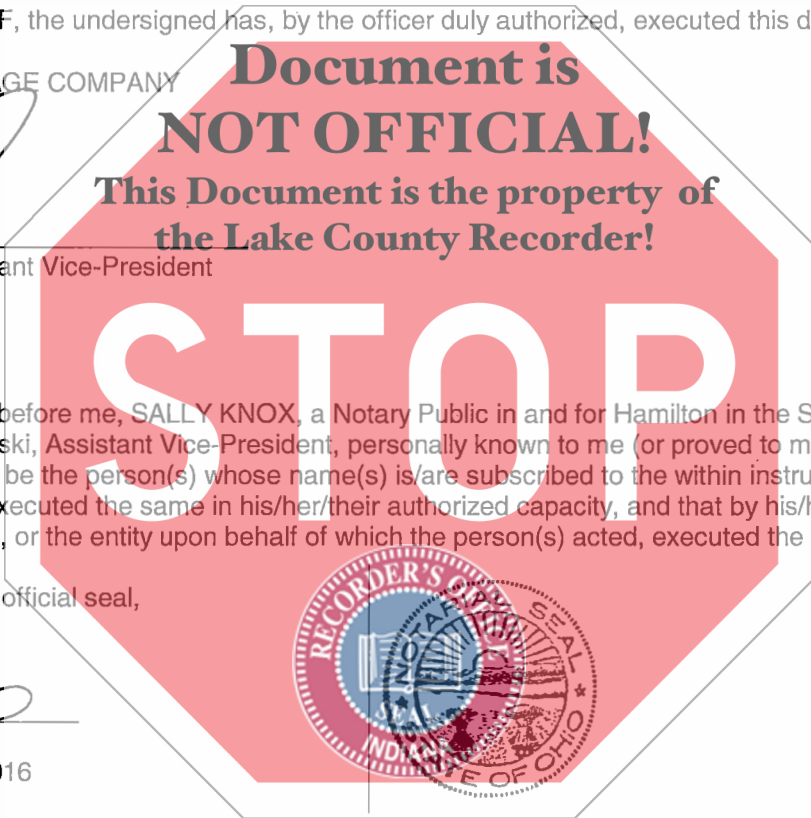 F, the undersigned has, by the officer duly authorized, executed this d
Document is
GE COMPANY
NOT OFFICIAL!
This Document is the property of
the Lake County Recorder!
ant Vice-President
STOP
before me, SALLY KNOX, a Notary Public in and for Hamilton in the S
ski, Assistant Vice-President, personally known to me (or proved to m
be the person(s) whose name(s) is/are subscribed to the within instru
xecuted the same in his/her/their authorized capacity, and that by his/h
, or the entity upon behalf of which the person(s) acted, executed the
official seal,
RECORDER'S OFFICE
SEAL
INDIANA
NOTARIAL SEAL
STATE OF OHIO
016